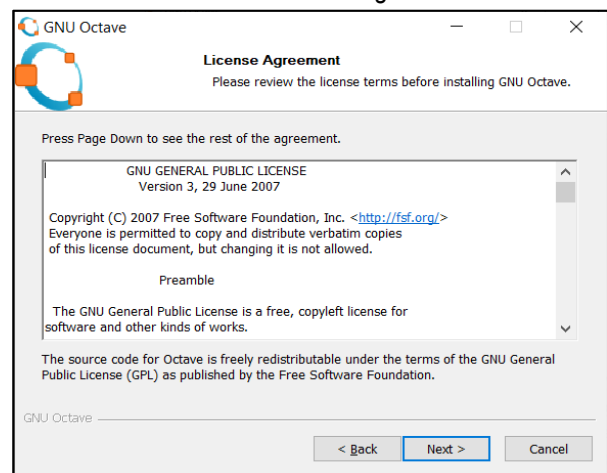 GNU Octave
License Agreement
Please review the license terms before installing GNU Octave.
Press Page Down to see the rest of the agreement.
GNU GENERAL PUBLIC LICENSE
Version 3, 29 June 2007
Copyright (C) 2007 Free Software Foundation, Inc. <http://fsf.org/>
Everyone is permitted to copy and distribute verbatim copies
of this license document, but changing it is not allowed.
Preamble
The GNU General Public License is a free, copyleft license for
software and other kinds of works.
The source code for Octave is freely redistributable under the terms of the GNU General
Public License (GPL) as published by the Free Software Foundation.
GNU Octave
< Back Next > Cancel